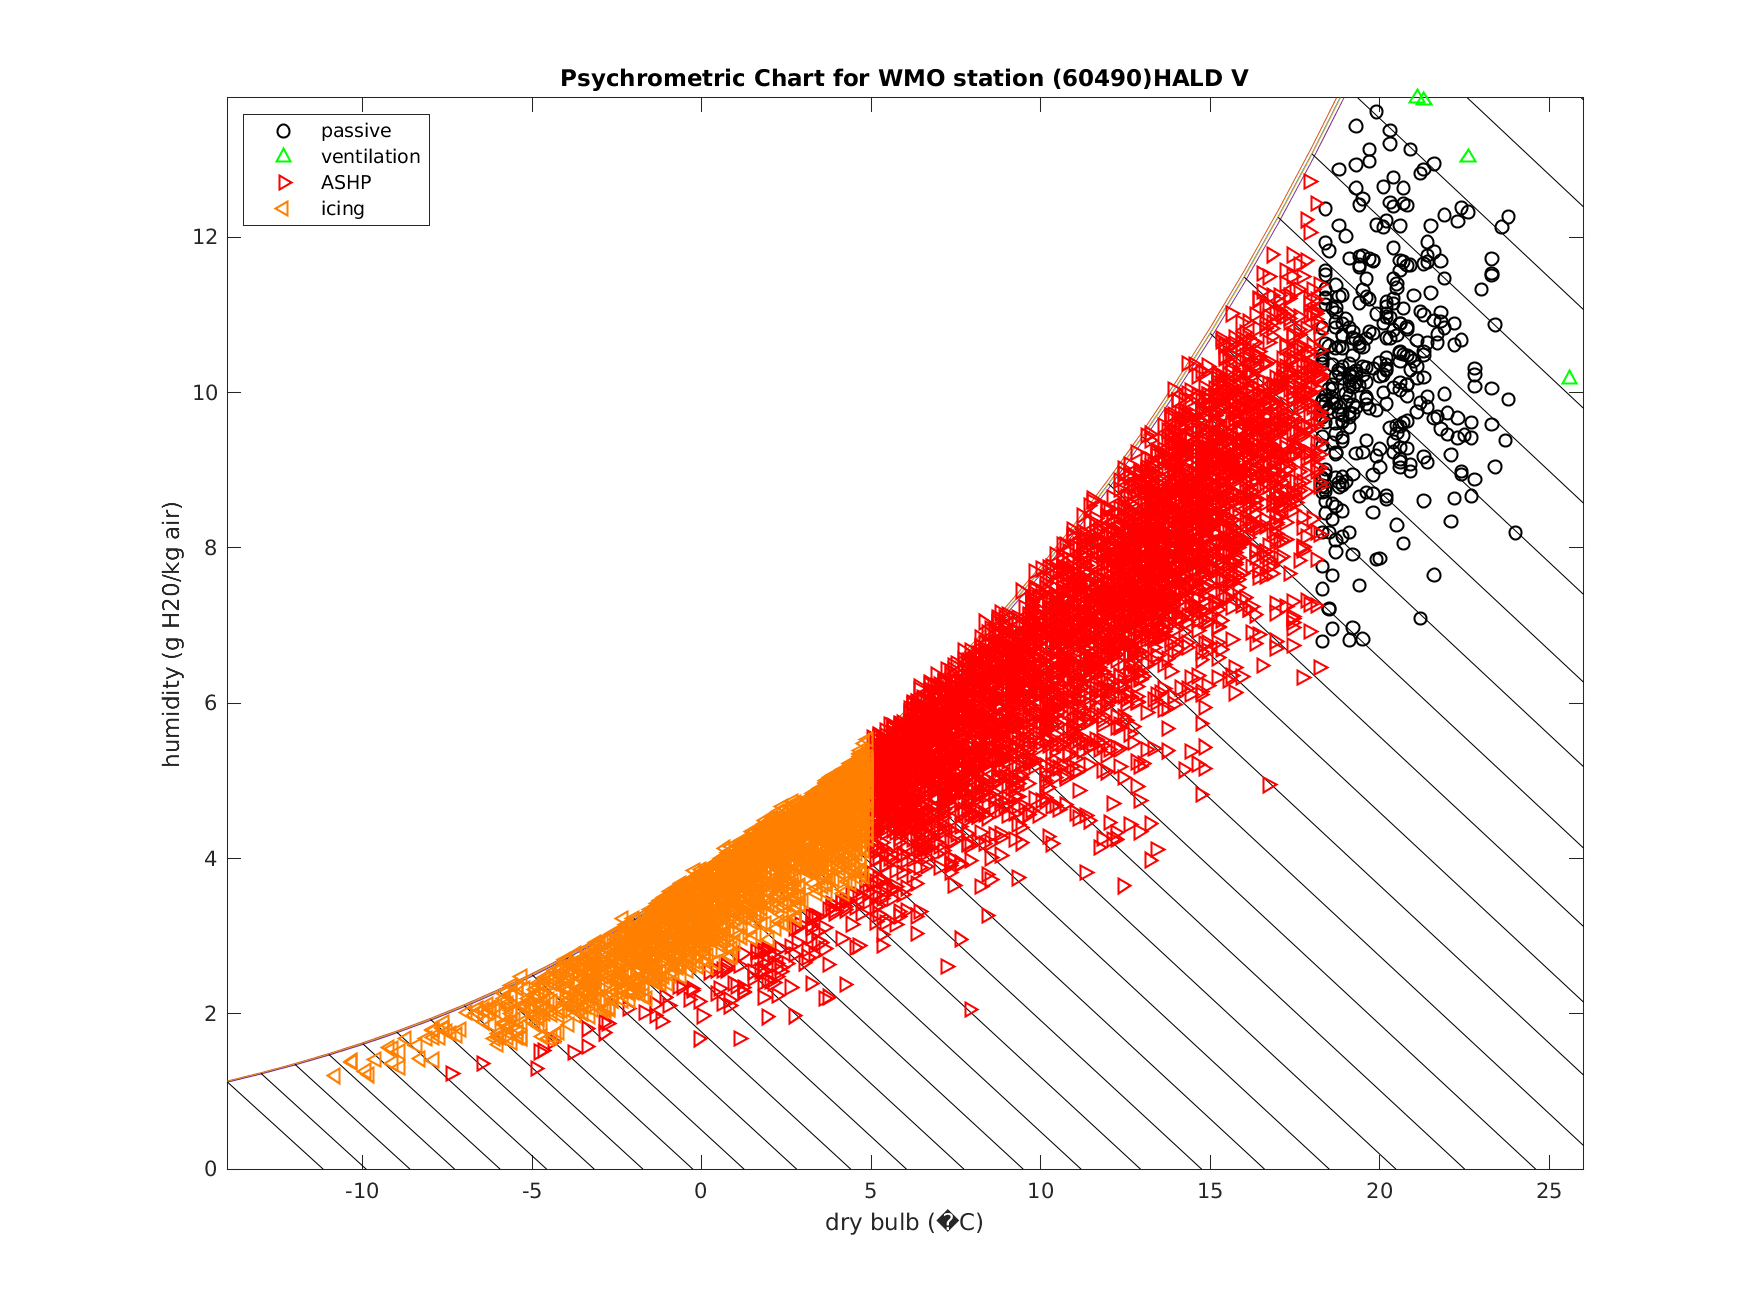 Psychrometric Chart for WMO station (60490)HALD V
passive
ventilation
ASHP
icing
humidity (g H20/kg air)
12
10
8
6
4
2
0
-10 -5 0 5 10 15 20 25
dry bulb (�C)